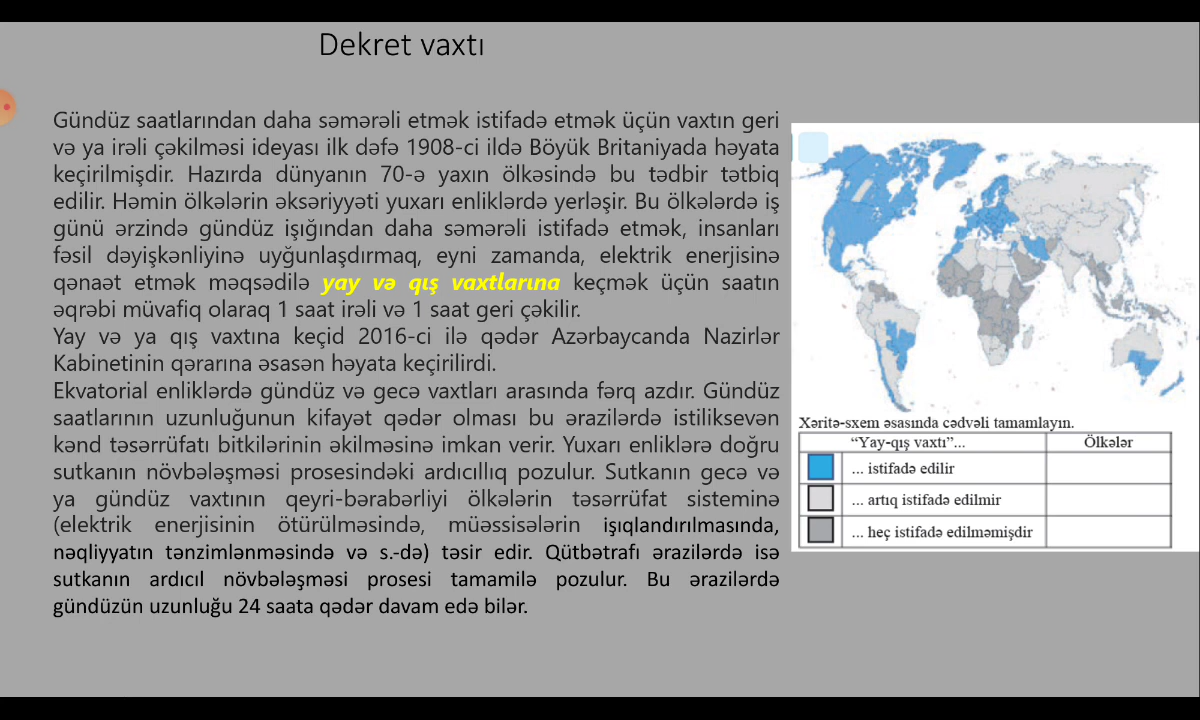 Dekret vaxtı
Gündüz saatlarından daha səmərəli etmək istifadə etmək üçün vaxtın geri
və ya irəli çəkilməsi ideyası ilk dəfə 1908-ci ildə Böyük Britaniyada həyata
keçirilmişdir. Hazırda dünyanın 70-ə yaxın ölkəsində bu tədbir tətbiq
edilir. Həmin ölkələrin əksəriyyəti yuxarı enliklərdə yerləşir. Bu ölkələrdə iş
günü ərzində gündüz işığından daha səmərəli istifadə etmək, insanları
fəsil dəyişkənliyinə uyğunlaşdırmaq, eyni zamanda, elektrik enerjisinə
qənaət etmək məqsədilə yay və qış vaxtlarına keçmək üçün saatın
əqrəbi müvafiq olaraq 1 saat irəli və 1 saat geri çəkilir.
Yay və ya qış vaxtına keçid 2016-ci ilə qədər Azərbaycanda Nazirlər
Kabinetinin qərarına əsasən həyata keçirilirdi.
Ekvatorial enliklərdə gündüz və gecə vaxtları arasında fərq azdır. Gündüz
saatlarının uzunluğunun kifayət qədər olması bu ərazilərdə istiliksevən
kənd təsərrüfatı bitkilərinin əkilməsinə imkan verir. Yuxarı enliklərə doğru
sutkanın növbələşməsi prosesindəki ardıcıllıq pozulur. Sutkanın gecə və
ya gündüz vaxtının qeyri-bərabərliyi ölkələrin təsərrüfat sisteminə
(elektrik enerjisinin ötürülməsində, müəssisələrin işıqlandırılmasında,
nəqliyyatın tənzimlənməsində və s.-də) təsir edir. Qütbətrafı ərazilərdə isə
sutkanın ardıcıl növbələşməsi prosesi tamamilə pozulur. Bu ərazilərdə
gündüzün uzunluğu 24 saata qədər davam edə bilər.
Xəritə-sxem əsasında cədvəli tamamlayın.
“Yay-qış vaxtı”... Ölkələr
... istifadə edilir
... artıq istifadə edilmir
... heç istifadə edilməmişdir